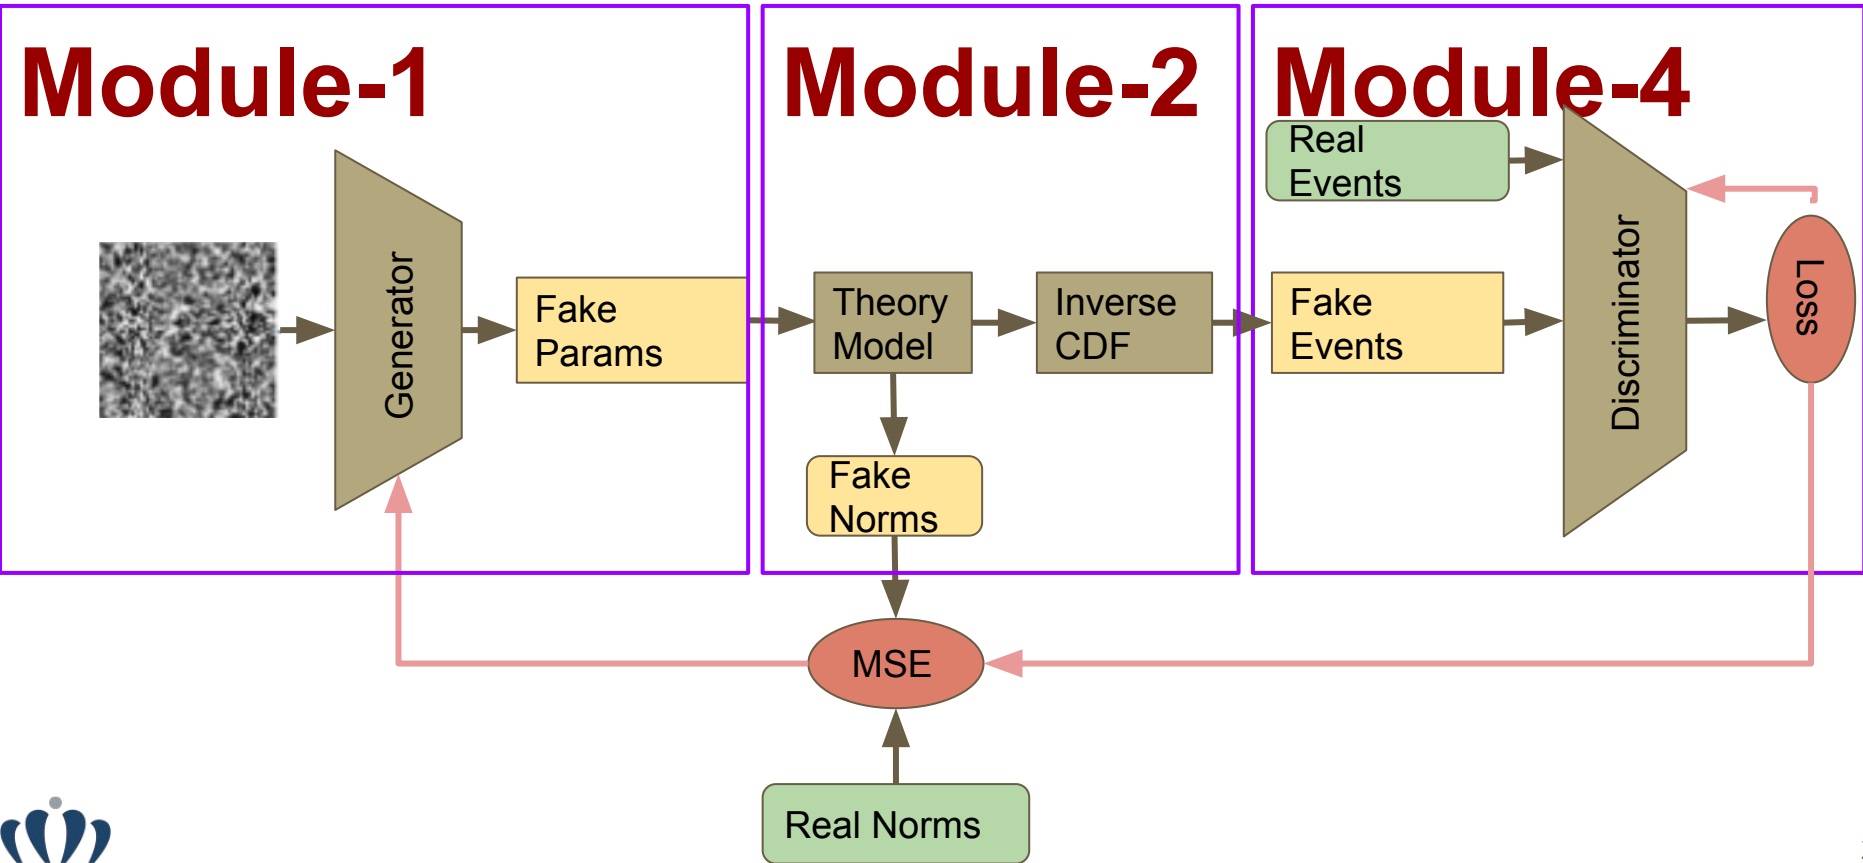 Module-1
Module-2
Module-4
Real
Events
Generator
Fake
Params
Theory
Model
Inverse
CDF
Fake
Events
Discriminator
Loss
Fake
Norms
MSE
Real Norms